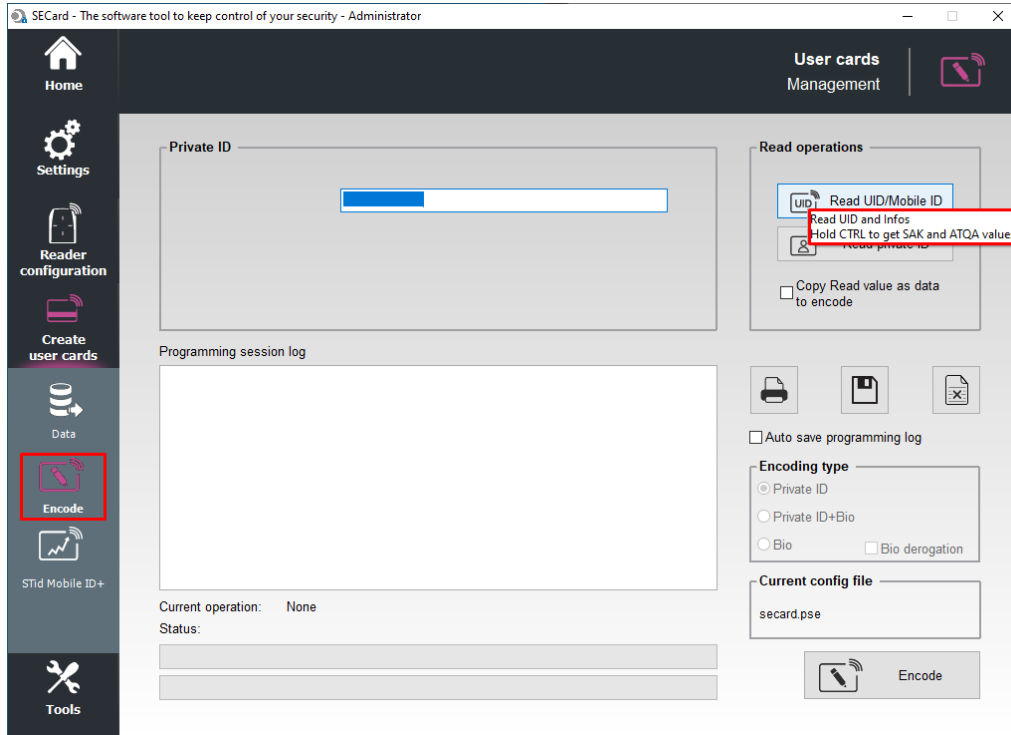 SECard - The software tool to keep control of your security - Administrator
Home
User cards
Management
Settings
Reader
configuration
Create
user cards
Data
Encode
STid Mobile ID+
Tools
Private ID
Programming session log
Current operation: None
Status:
Read operations
UID Read UID/Mobile ID
Read UID and Infos
Hold CTRL to get SAK and ATQA value
Read private ID
Copy Read value as data
to encode
Auto save programming log
Encoding type
Private ID
Private ID+Bio
Bio
Bio derogation
Current config file
secard.pse
Encode